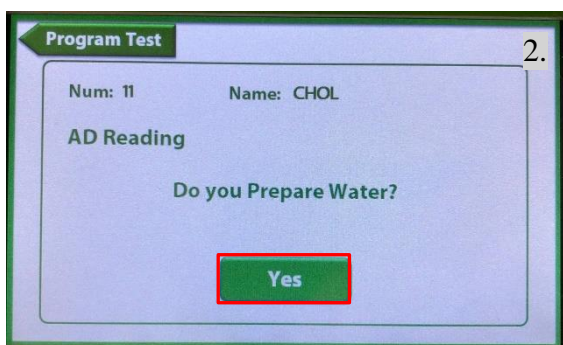 Program Test
2.
Num: 11 Name: CHOL
AD Reading
Do you Prepare Water?
Yes